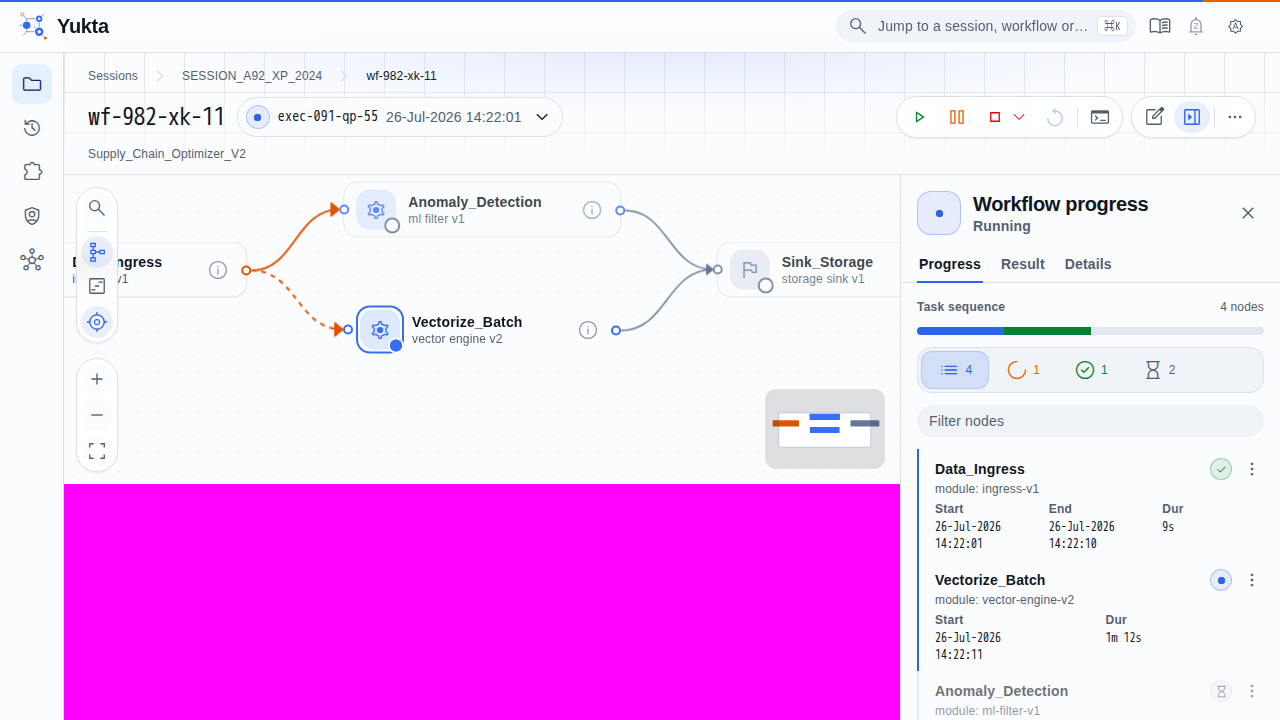 Yukta
Jump to a session, workflow or…
⌘K
Sessions
SESSION_A92_XP_2024
wf-982-xk-11
wf-982-xk-11
exec-091-qp-55 26-Jul-2026 14:22:01
Supply_Chain_Optimizer_V2
Anomaly_Detection
ml filter v1
Vectorize_Batch
vector engine v2
Sink_Storage
storage sink v1
Workflow progress
Running
Progress
Result
Details
Task sequence
4 nodes
4
1
1
2
Filter nodes
Data_Ingress
module: ingress-v1
Start End Dur
26-Jul-2026 26-Jul-2026 9s
14:22:01 14:22:10
Vectorize_Batch
module: vector-engine-v2
Start Dur
26-Jul-2026 1m 12s
14:22:11
Anomaly_Detection
module: ml-filter-v1